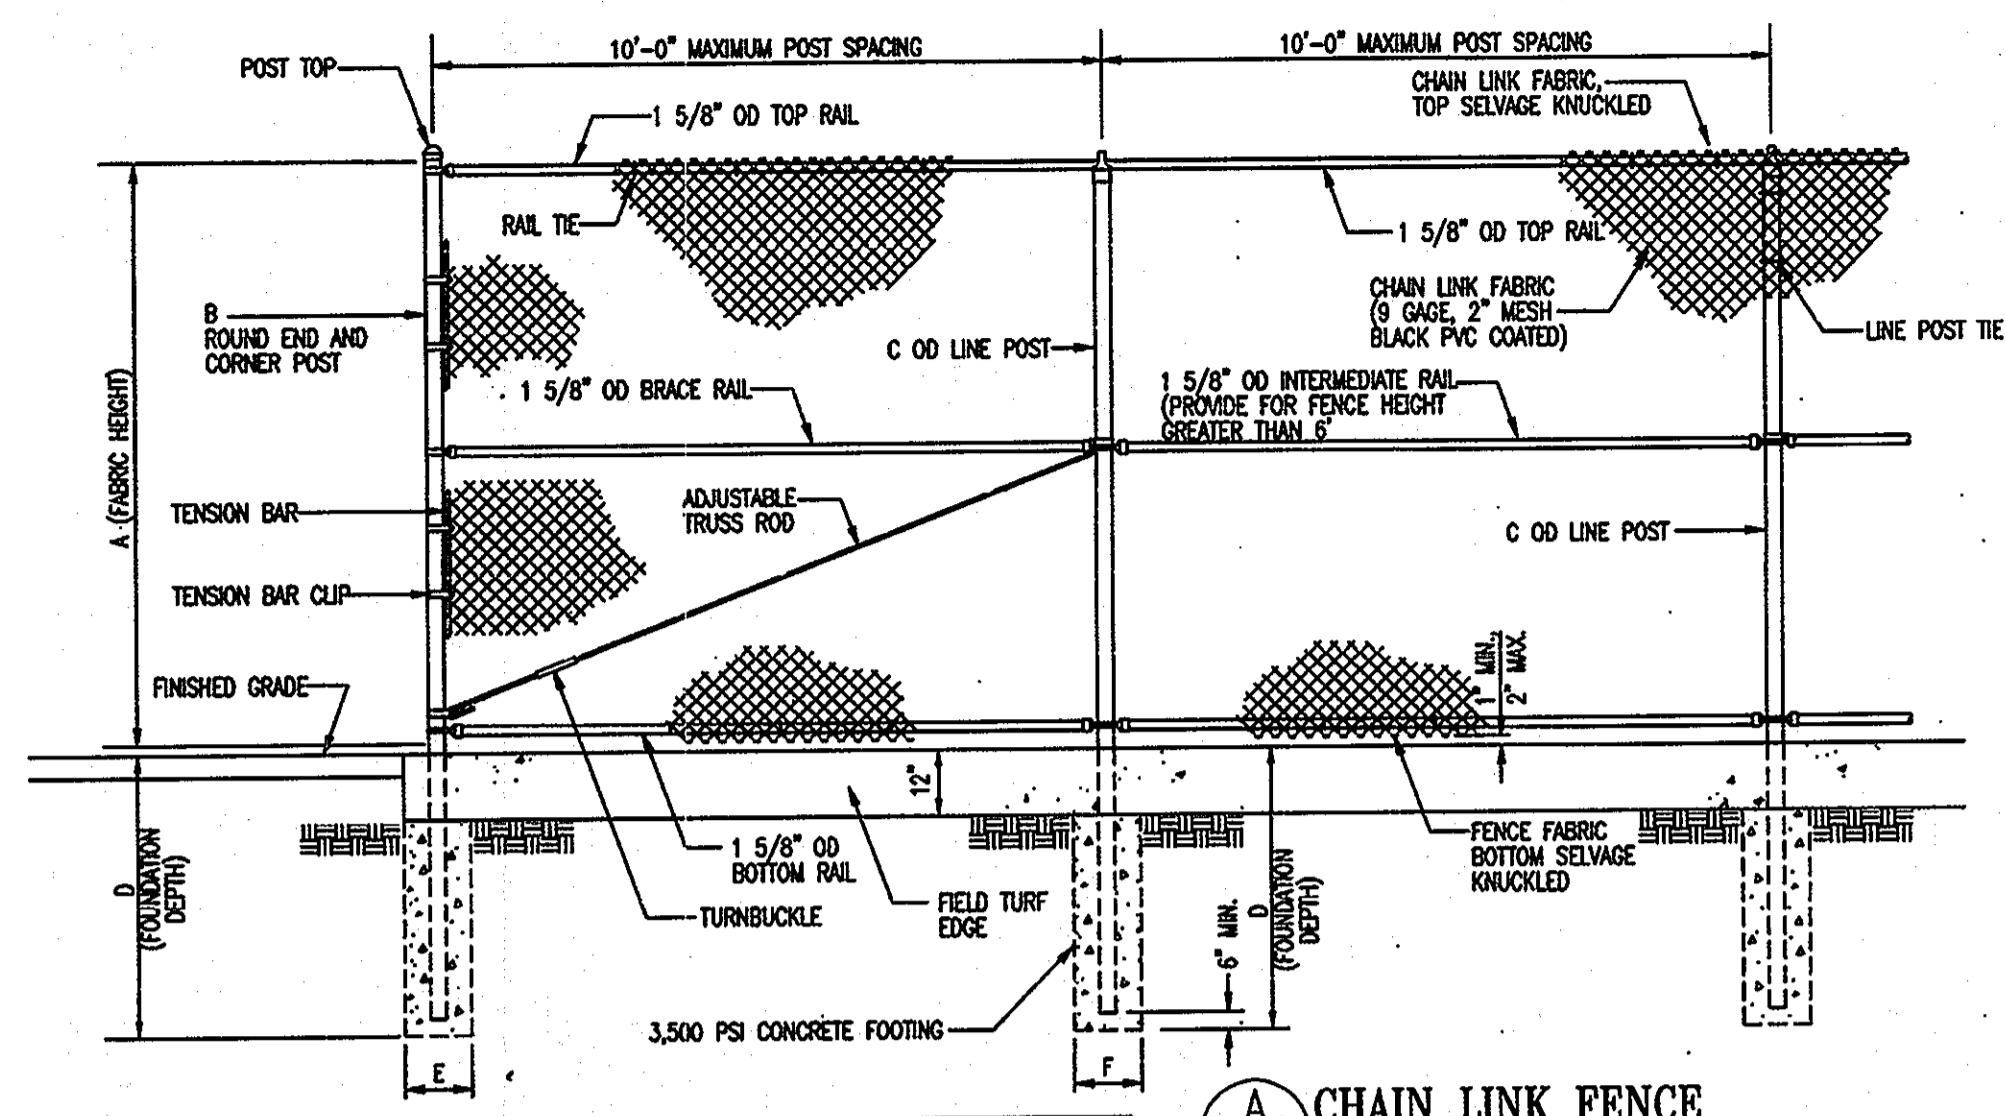 10'-0" MAXIMUM POST SPACING
10'-0" MAXIMUM POST SPACING
POST TOP
CHAIN LINK FABRIC,
TOP SELVAGE KNUCKLED
1 5/8" OD TOP RAIL
RAIL TIE
1 5/8" OD TOP RAIL
B
ROUND END AND
CORNER POST
CHAIN LINK FABRIC
(9 GAGE, 2" MESH
BLACK PVC COATED)
LINE POST TIE
C OD LINE POST
1 5/8" OD BRACE RAIL
1 5/8" OD INTERMEDIATE RAIL
(PROVIDE FOR FENCE HEIGHT
GREATER THAN 6'
A (FABRIC HEIGHT)
TENSION BAR
ADJUSTABLE
TRUSS ROD
C OD LINE POST
TENSION BAR CLIP
1" MIN.,
2" MAX.
FINISHED GRADE
12"
1 5/8" OD
BOTTOM RAIL
FENCE FABRIC
BOTTOM SELVAGE
KNUCKLED
D
(FOUNDATION
DEPTH)
TURNBUCKLE
FIELD TURF
EDGE
6" MIN.
D
(FOUNDATION
DEPTH)
3,500 PSI CONCRETE FOOTING
E
F
A
CHAIN LINK FENCE